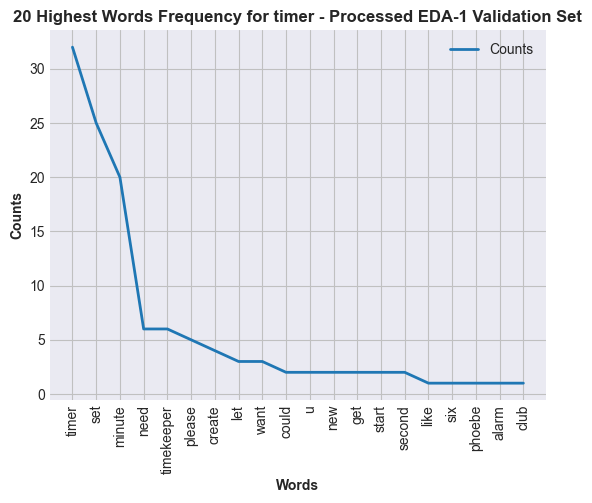 20 Highest Words Frequency for timer - Processed EDA-1 Validation Set
Counts
Counts
30
25
20
15
10
5
0
timer
set
minute
need
timekeeper
please
create
let
want
could
u
new
get
start
second
like
six
phoebe
alarm
club
Words